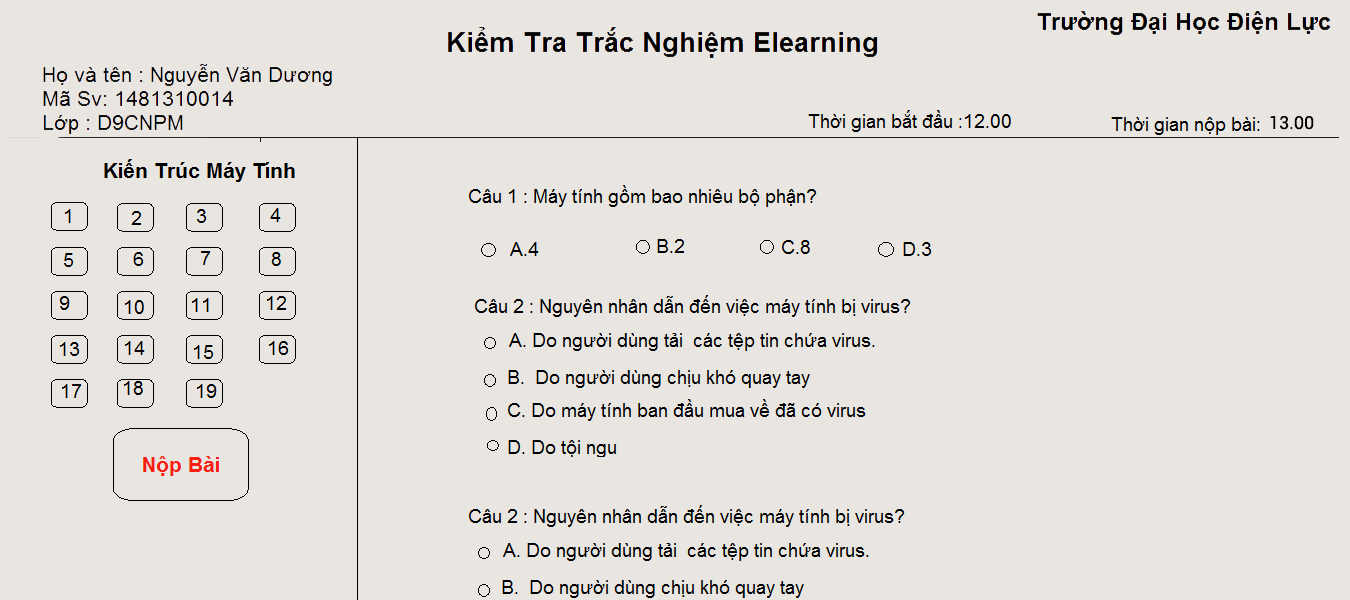 Trường Đại Học Điện Lực
Kiểm Tra Trắc Nghiệm Elearning
Họ và tên : Nguyễn Văn Dương
Mã Sv: 1481310014
Lớp : D9CNPM
Thời gian bắt đầu :12.00
Thời gian nộp bài: 13.00
Kiến Trúc Máy Tính
1 2 3 4
5 6 7 8
9 10 11 12
13 14 15 16
17 18 19
Nộp Bài
Câu 1 : Máy tính gồm bao nhiêu bộ phận?
A.4 B.2 C.8 D.3
Câu 2 : Nguyên nhân dẫn đến việc máy tính bị virus?
A. Do người dùng tải các tệp tin chứa virus.
B. Do người dùng chịu khó quay tay
C. Do máy tính ban đầu mua về đã có virus
D. Do tội ngu
Câu 2 : Nguyên nhân dẫn đến việc máy tính bị virus?
A. Do người dùng tải các tệp tin chứa virus.
B. Do người dùng chịu khó quay tay